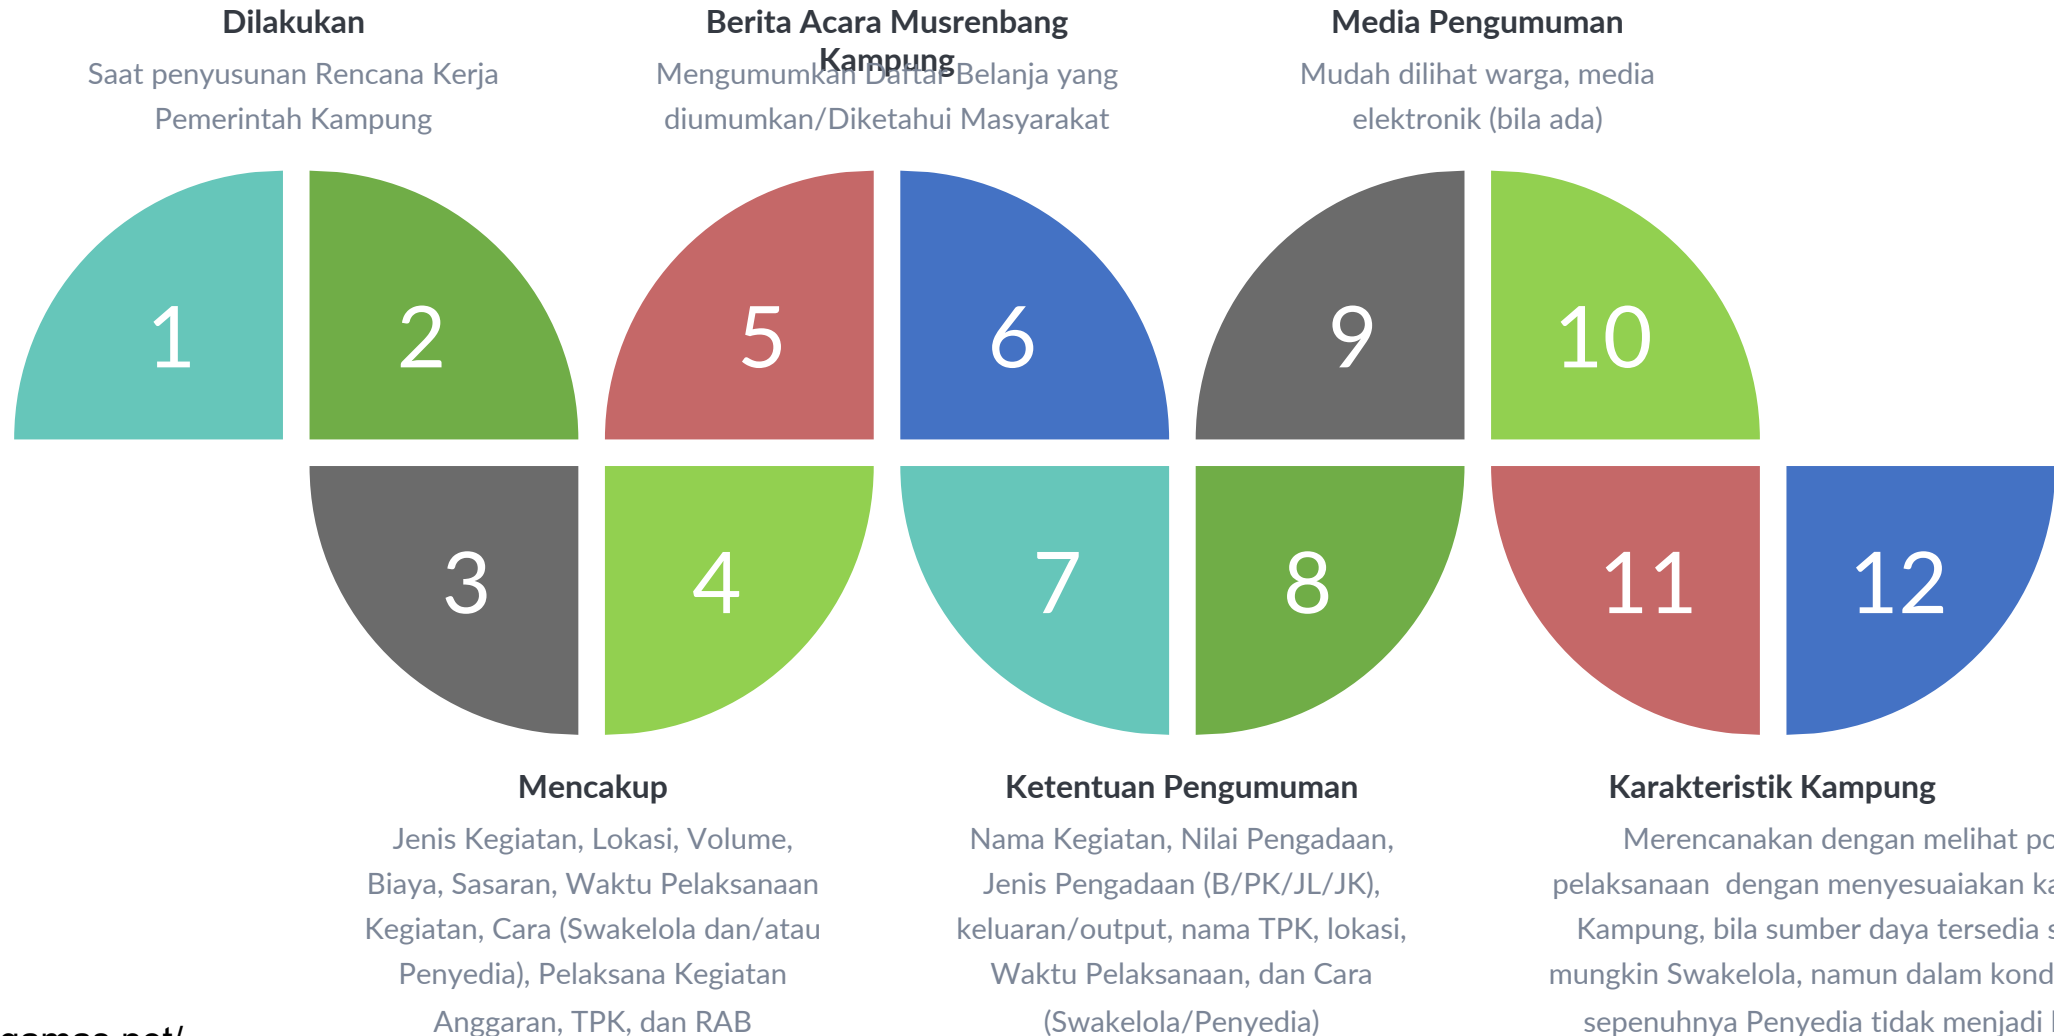 Dilakukan
Saat penyusunan Rencana Kerja
Pemerintah Kampung
Berita Acara Musrenbang
Kampung
Mengumumkan Daftar Belanja yang
diumumkan/Diketahui Masyarakat
Media Pengumuman
Mudah dilihat warga, media
elektronik (bila ada)
1
2
5
6
9
10
3
4
7
8
11
12
Mencakup
Jenis Kegiatan, Lokasi, Volume,
Biaya, Sasaran, Waktu Pelaksanaan
Kegiatan, Cara (Swakelola dan/atau
Penyedia), Pelaksana Kegiatan
Anggaran, TPK, dan RAB
Ketentuan Pengumuman
Nama Kegiatan, Nilai Pengadaan,
Jenis Pengadaan (B/PK/JL/JK),
keluaran/output, nama TPK, lokasi,
Waktu Pelaksanaan, dan Cara
(Swakelola/Penyedia)
Karakteristik Kampung
Merencanakan dengan melihat
pelaksanaan dengan menyesuaiakan
Kampung, bila sumber daya tersedia
mungkin Swakelola, namun dalam
sepenuhnya Penyedia tidak menjadi